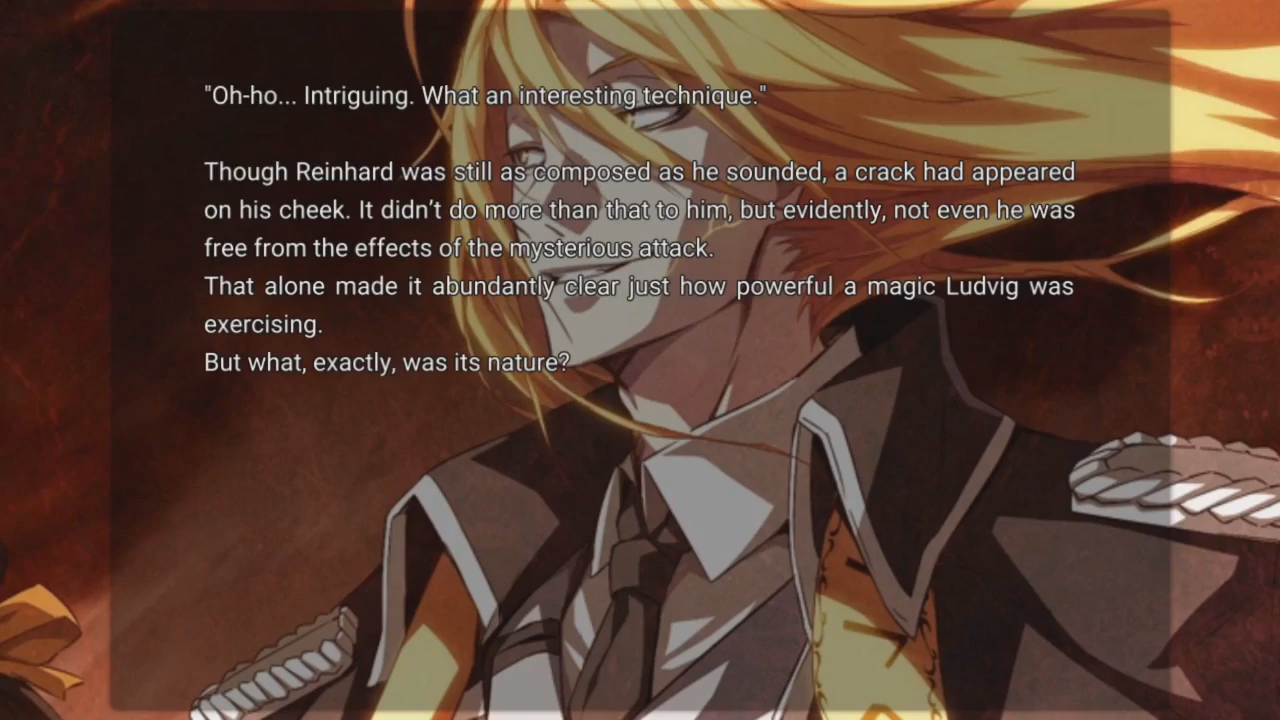 "Oh-ho... Intriguing. What an interesting technique."
Though Reinhard was still as composed as he sounded, a crack had appeared
on his cheek. It didn’t do more than that to him, but evidently, not even he was
free from the effects of the mysterious attack.
That alone made it abundantly clear just how powerful a magic Ludvig was
exercising.
But what, exactly, was its nature?